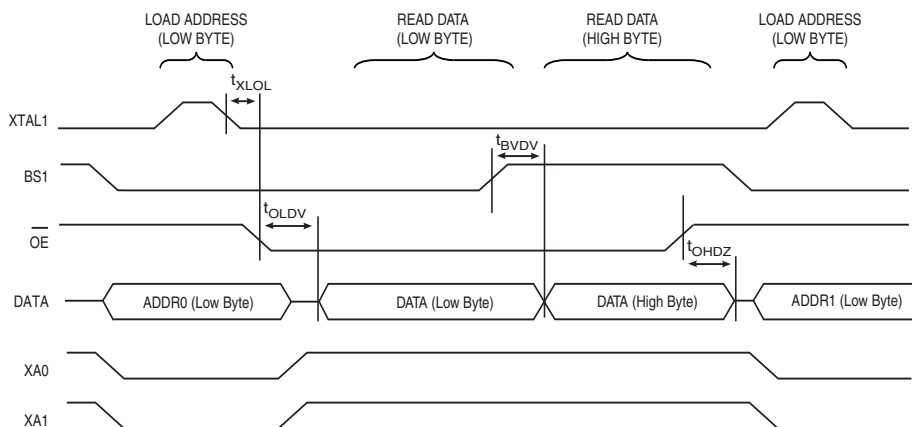 LOAD ADDRESS
(LOW BYTE)
READ DATA
(LOW BYTE)
READ DATA
(HIGH BYTE)
LOAD ADDRESS
(LOW BYTE)
tXLOL
XTAL1
tBVDV
BS1
tOLDV
OE
tOHDZ
DATA
ADDR0 (Low Byte)
DATA (Low Byte)
DATA (High Byte)
ADDR1 (Low Byte)
XA0
XA1